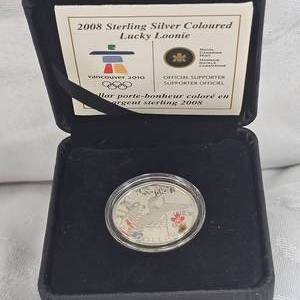 2008 Sterling Silver Coloured
Lucky Loonie
vancouver 2010
ROYAL
CANADIAN
MINT
MONNAIE
ROYALE
CANADIENNE
OFFICIAL SUPPORTER
SUPPORTEUR OFFICIEL
llar porte-bonheur coloré en
argent sterling 2008